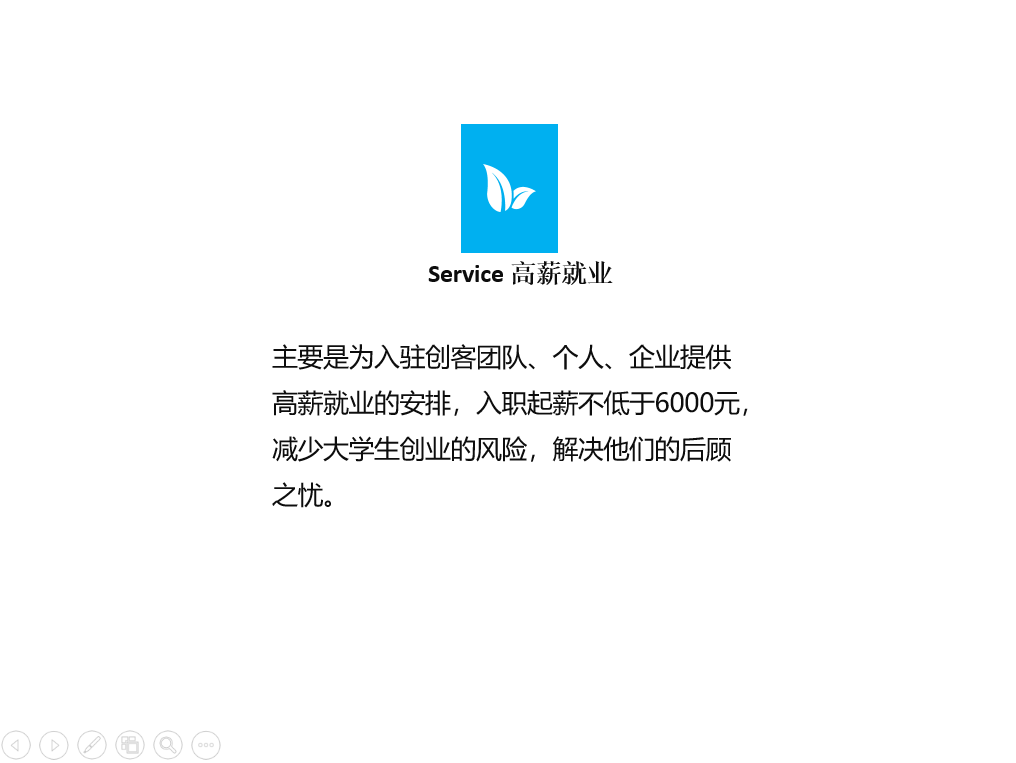 Service 高薪就业
主要是为入驻创客团队、个人、企业提供
高薪就业的安排，入职起薪不低于6000元，
减少大学生创业的风险，解决他们的后顾
之忧。